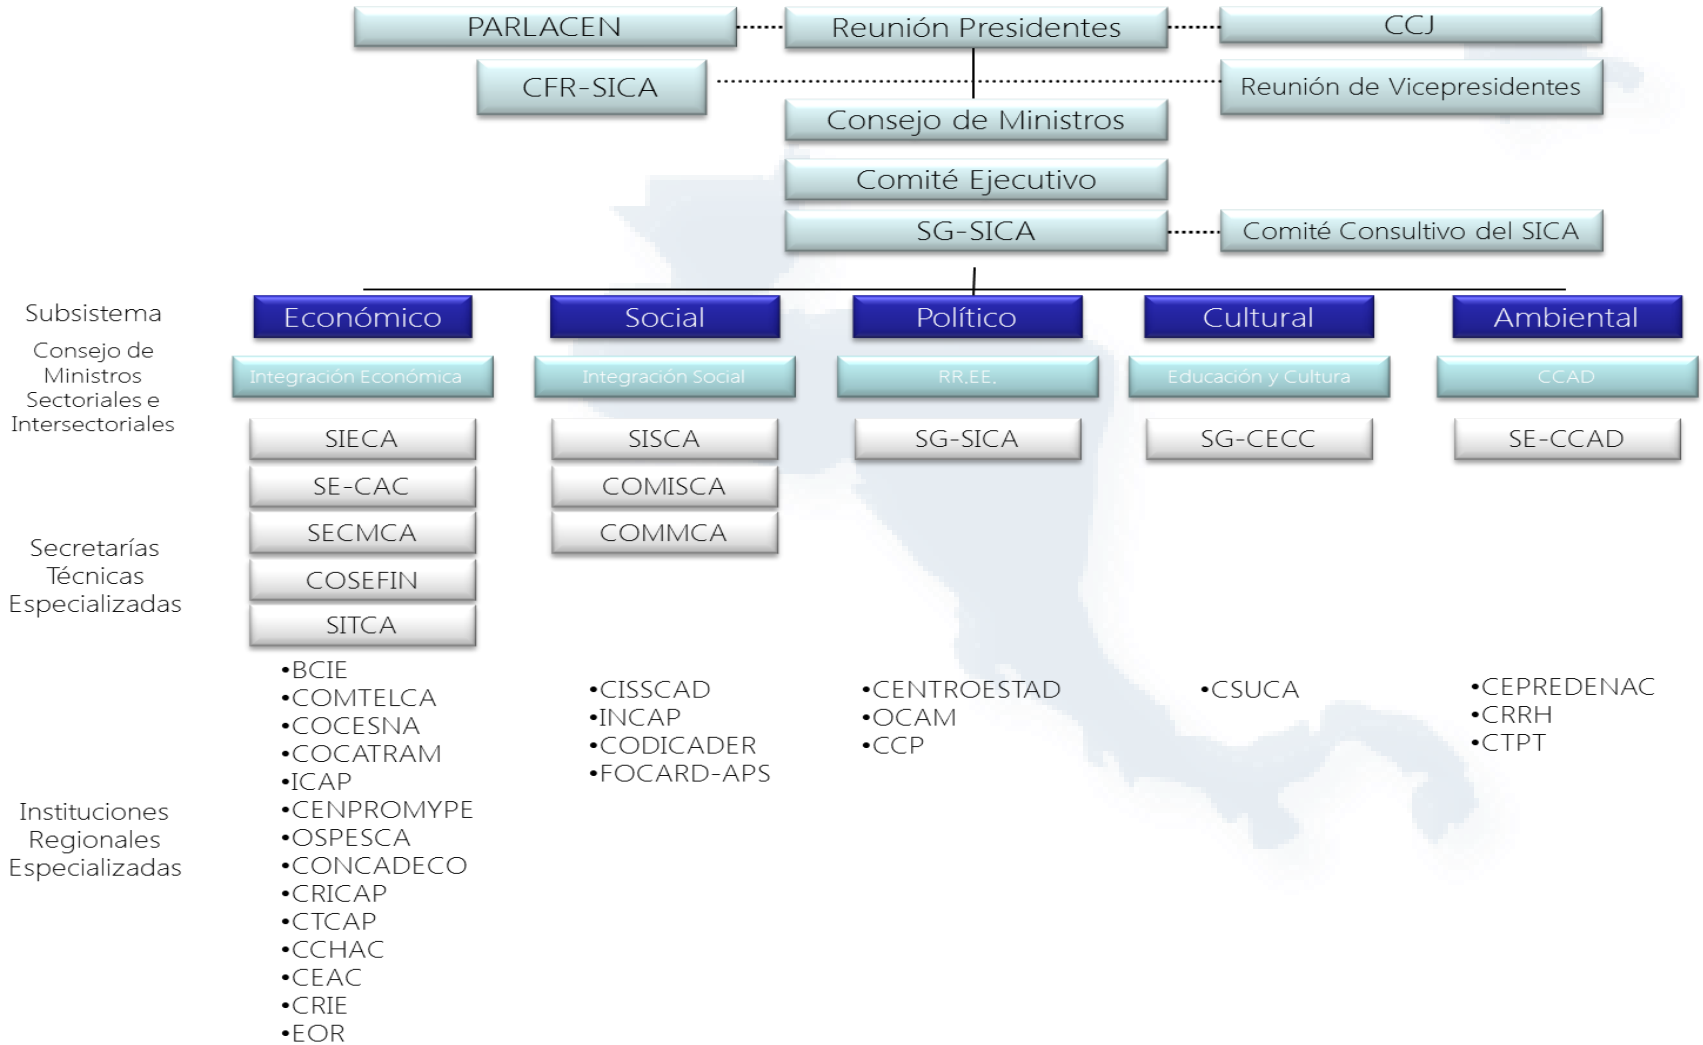 PARLACEN
Reunión Presidentes
CCJ
CFR-SICA
Reunión de Vicepresidentes
Consejo de Ministros
Comité Ejecutivo
SG-SICA
Comité Consultivo del SICA
Subsistema
Económico
Social
Político
Cultural
Ambiental
Consejo de
Ministros
Sectoriales e
Intersectoriales
Integración Económica
Integración Social
RR.EE.
Educación y Cultura
CCAD
Secretarías
Técnicas
Especializadas
SIECA
SE-CAC
SECMCA
COSEFIN
SITCA
SISCA
COMISCA
COMMCA
SG-SICA
SG-CECC
SE-CCAD
Instituciones
Regionales
Especializadas
•BCIE
•COMTELCA
•COCESNA
•COCATRAM
•ICAP
•CENPROMYPE
•OSPESCA
•CONCADECO
•CRICAP
•CTCAP
•CCHAC
•CEAC
•CRIE
•EOR
•CISSCAD
•INCAP
•CODICADER
•FOCARD-APS
•CENTROESTAD
•OCAM
•CCP
•CSUCA
•CEPREDENAC
•CRRH
•CTPT